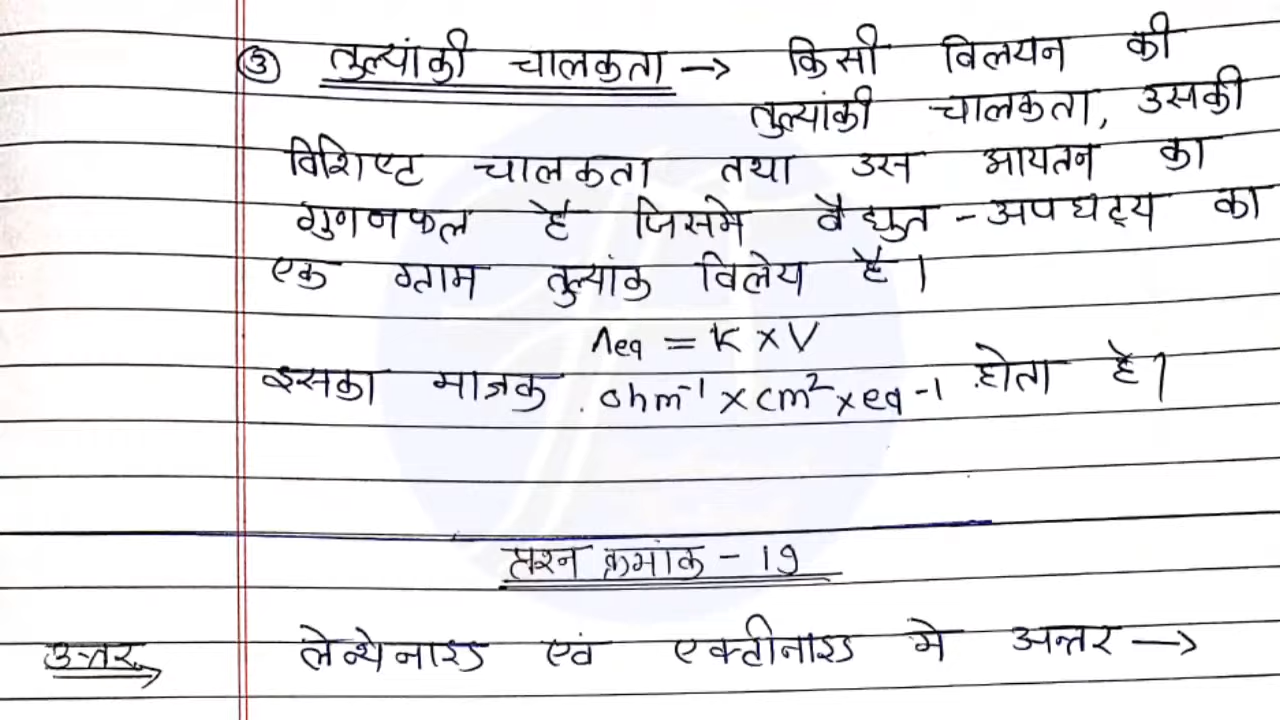 ③ तुल्यांकी चालकता → किसी विलयन की
तुल्यांकी चालकता, उसकी
विशिष्ट चालकता तथा उस आयतन का
गुणनफल है जिसमे वैद्युत - अपघट्य का
एक ग्राम तुल्यांक विलेय है।
Λeq = K × V
इसका मात्रक ohm⁻¹ × cm² × eq -1 होता है।
प्रश्न क्रमांक - 19
उत्तर → लेन्थेनाइड एवं एक्टीनाइड मे अन्तर →